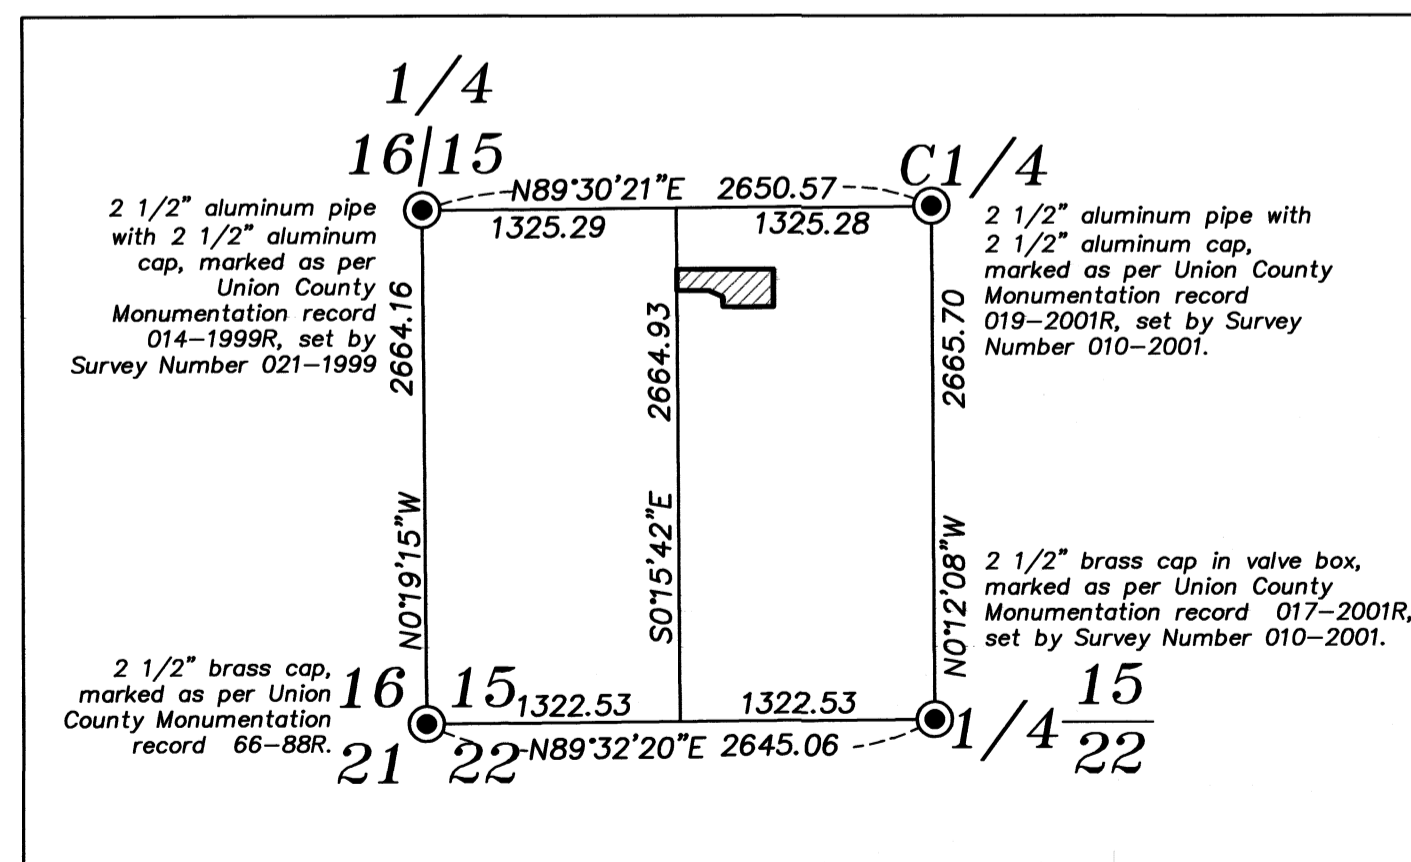 1/4
16|15
C1/4
N89°30'21"E 2650.57
1325.29
1325.28
2 1/2" aluminum pipe
with 2 1/2" aluminum
cap, marked as per
Union County
Monumentation record
014-1999R, set by
Survey Number 021-1999
2 1/2" aluminum pipe with
2 1/2" aluminum cap,
marked as per Union County
Monumentation record
019-2001R, set by Survey
Number 010-2001.
N0°19'15"W 2664.16
S0°15'42"E 2664.93
N0°12'08"W 2665.70
2 1/2" brass cap in valve box,
marked as per Union County
Monumentation record 017-2001R,
set by Survey Number 010-2001.
2 1/2" brass cap,
marked as per Union
County Monumentation
record 66-88R.
16 15
21 22
1322.53
1322.53
N89°32'20"E 2645.06
1/4 15
22